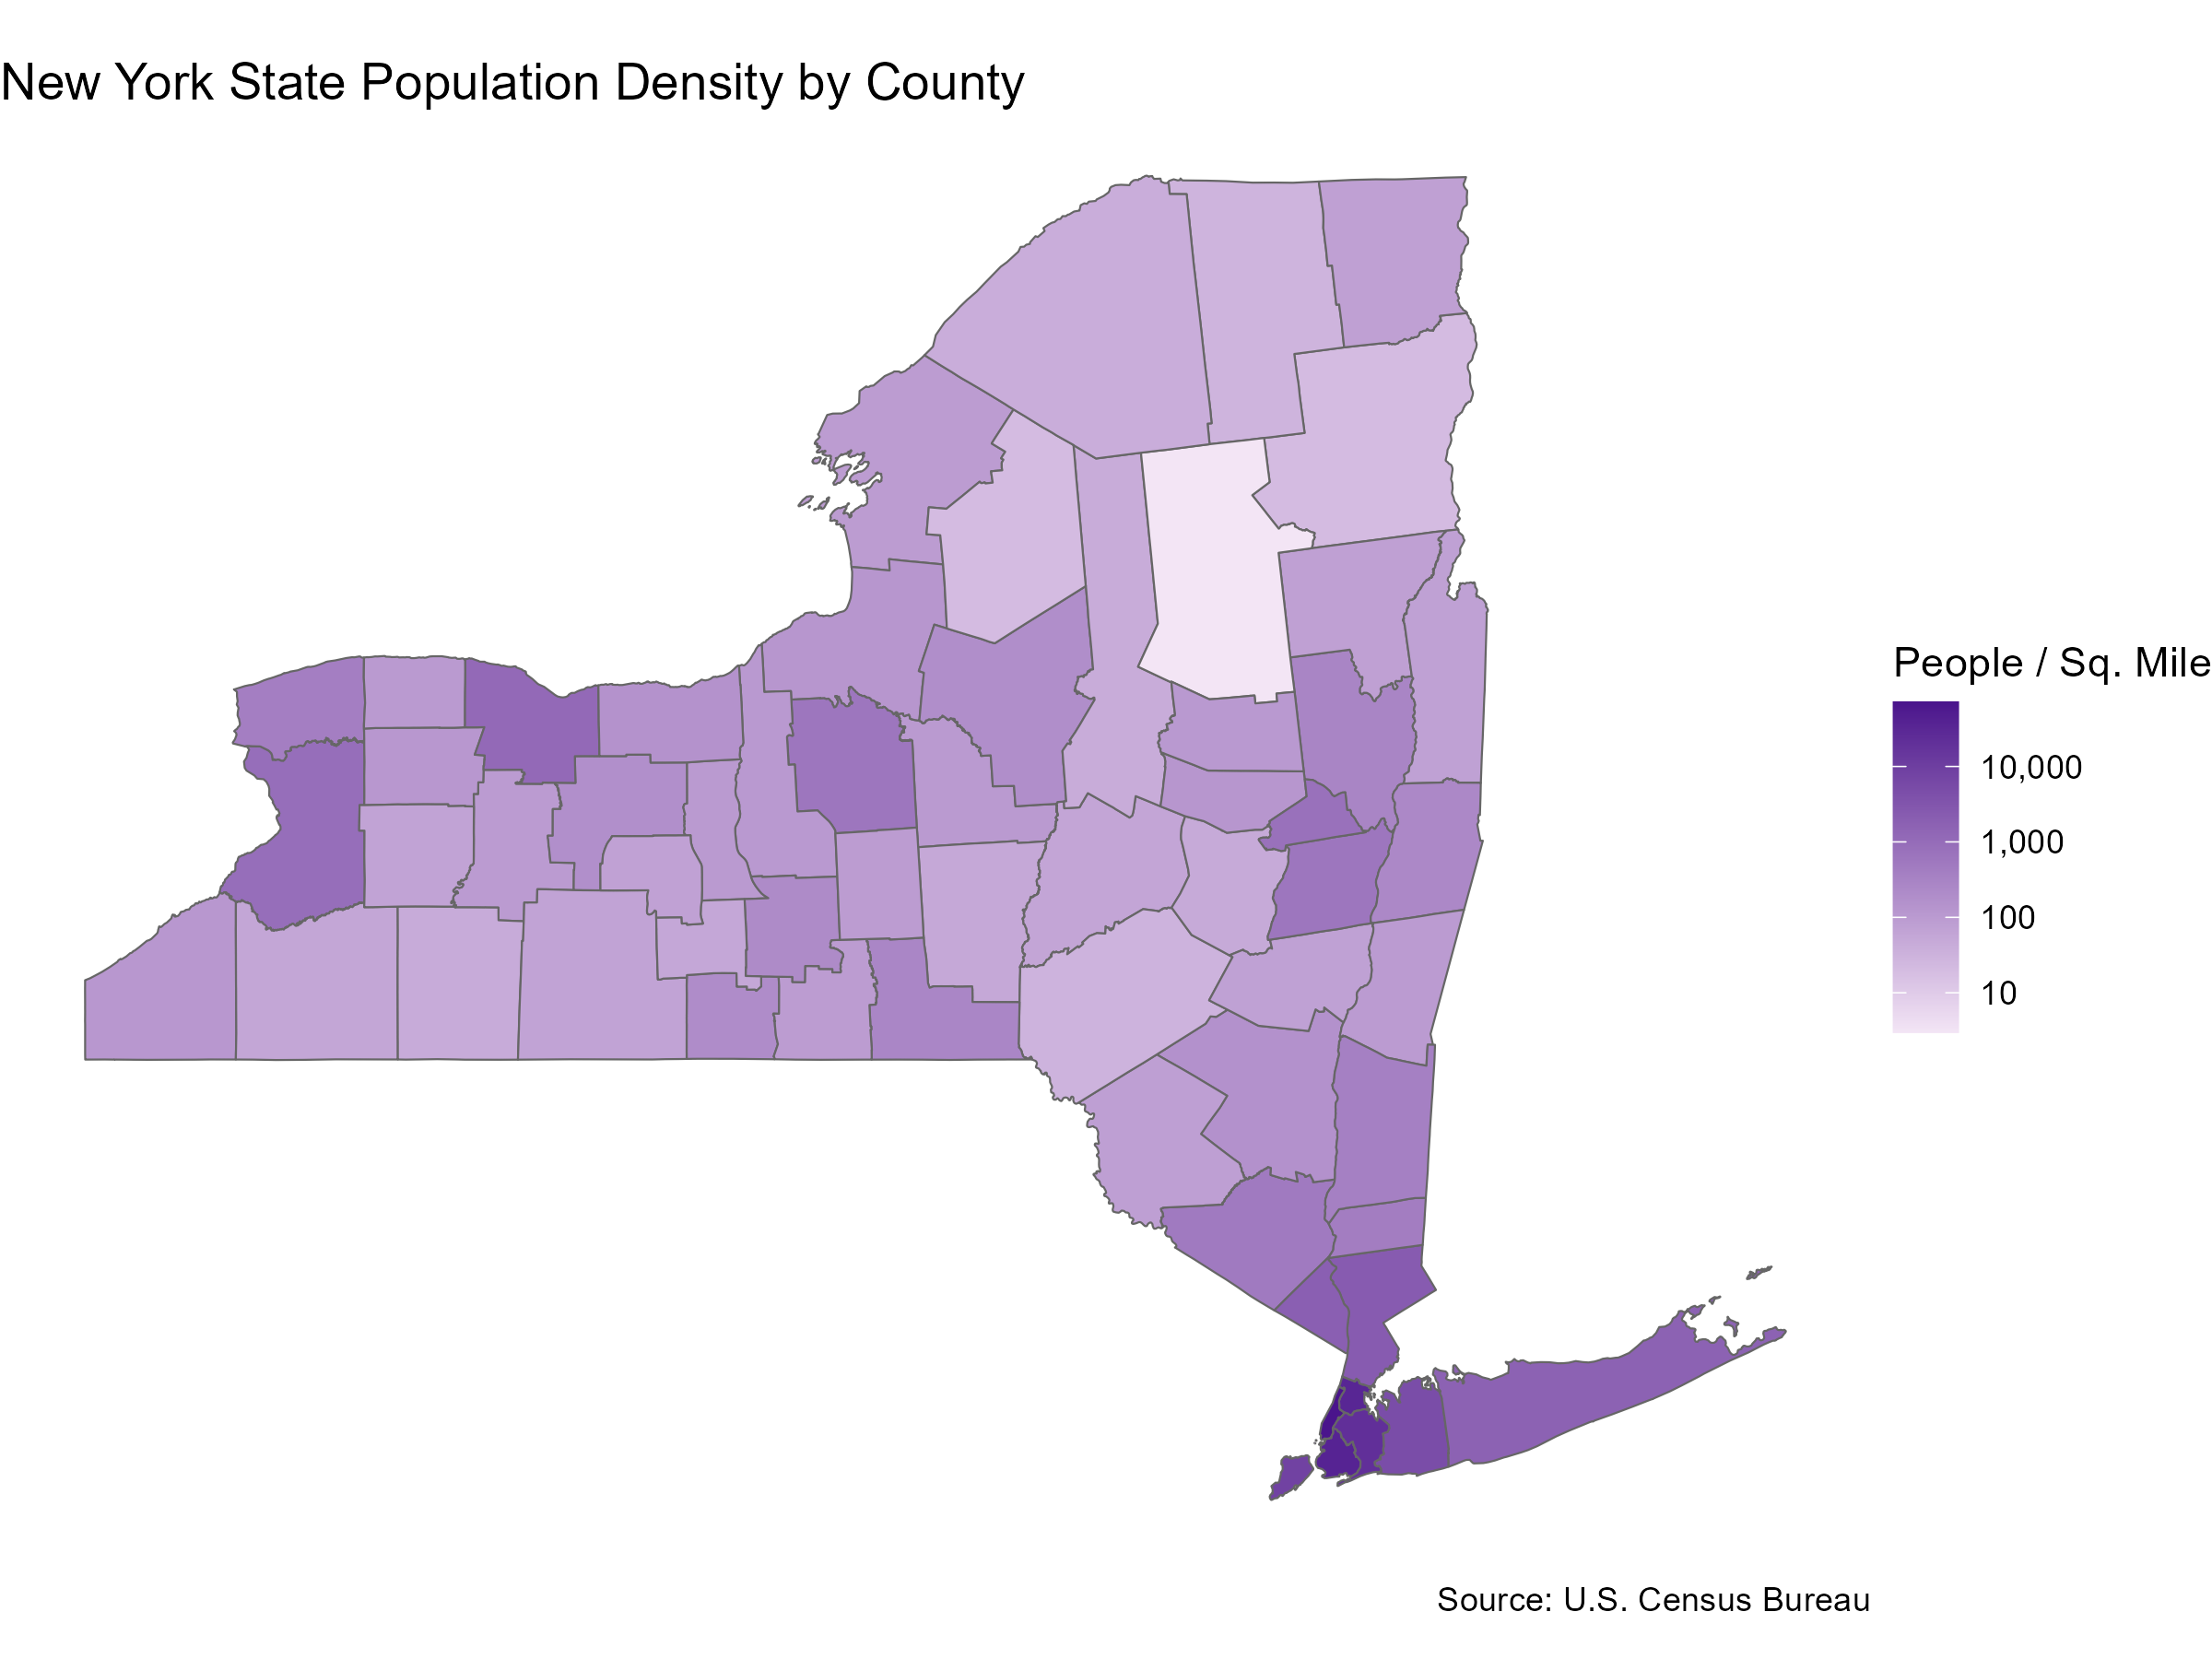 New York State Population Density by County
People / Sq. Mile
10,000
1,000
100
10
Source: U.S. Census Bureau